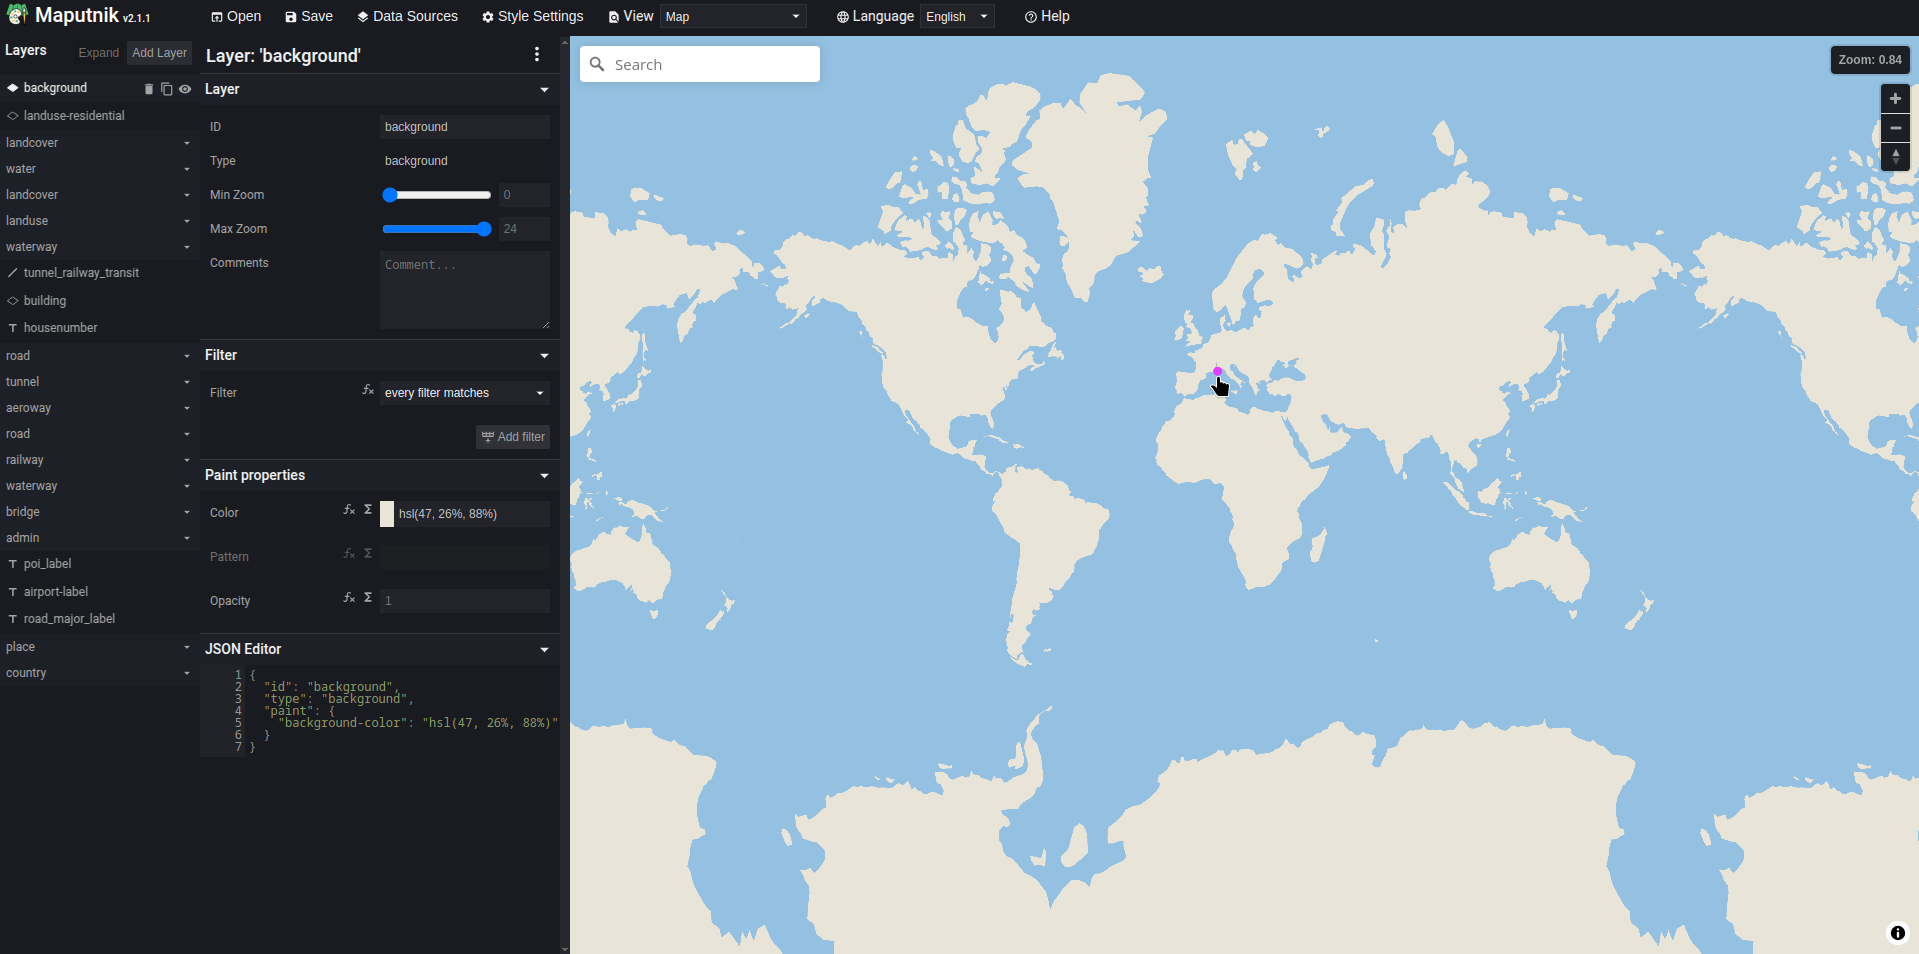 Maputnik v2.1.1
Open
Save
Data Sources
Style Settings
View
Map
Language
English
Help
Layers
Expand
Add Layer
background
landuse-residential
landcover
water
landcover
landuse
waterway
tunnel_railway_transit
building
housenumber
road
tunnel
aeroway
road
railway
waterway
bridge
admin
poi_label
airport-label
road_major_label
place
country
Layer: 'background'
Layer
ID
background
Type
background
Min Zoom
0
Max Zoom
24
Comments
Comment...
Filter
Filter
every filter matches
Add filter
Paint properties
Color
hsl(47, 26%, 88%)
Pattern
Opacity
1
JSON Editor
1 {
2 "id": "background",
3 "type": "background",
4 "paint": {
5 "background-color": "hsl(47, 26%, 88%)"
6 }
7 }
Search
Zoom: 0.84